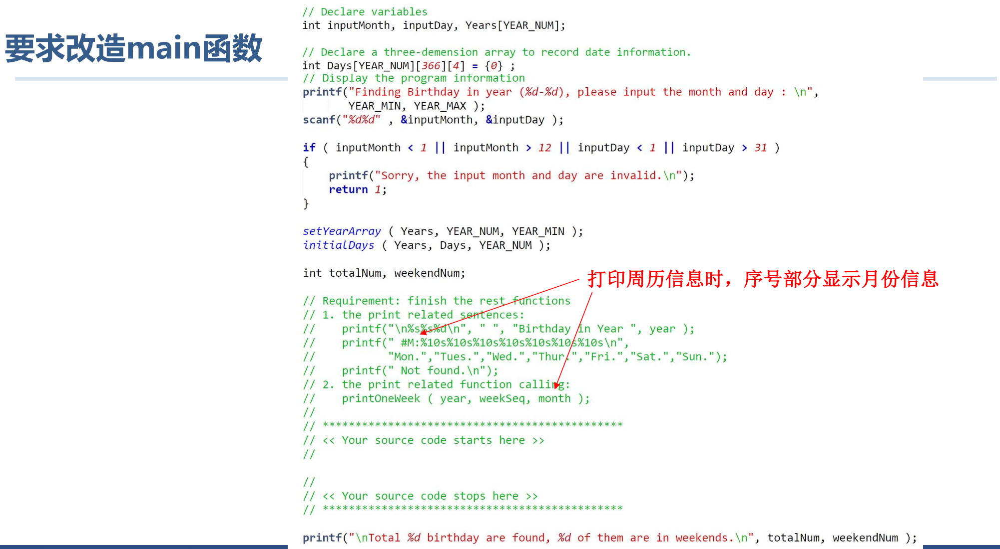 要求改造main函数
// Declare variables
int inputMonth, inputDay, Years[YEAR_NUM];
// Declare a three-demension array to record date information.
int Days[YEAR_NUM][366][4] = {0} ;
// Display the program information
printf("Finding Birthday in year (%d-%d), please input the month and day : \n",
YEAR_MIN, YEAR_MAX );
scanf("%d%d" , &inputMonth, &inputDay );
if ( inputMonth < 1 || inputMonth > 12 || inputDay < 1 || inputDay > 31 )
{
printf("Sorry, the input month and day are invalid.\n");
return 1;
}
setYearArray ( Years, YEAR_NUM, YEAR_MIN );
initialDays ( Years, Days, YEAR_NUM );
int totalNum, weekendNum;
打印周历信息时，序号部分显示月份信息
// Requirement: finish the rest functions
// 1. the print related sentences:
//    printf("\n%s%s%d\n", " ", "Birthday in Year ", year );
//    printf(" #M:%10s%10s%10s%10s%10s%10s%10s\n",
//           "Mon.","Tues.","Wed.","Thur.","Fri.","Sat.","Sun.");
//    printf(" Not found.\n");
// 2. the print related function calling:
//    printOneWeek ( year, weekSeq, month );
//
// **********************************************
// << Your source code starts here >>
//
//
// << Your source code stops here >>
// **********************************************
printf("\nTotal %d birthday are found, %d of them are in weekends.\n", totalNum, weekendNum );